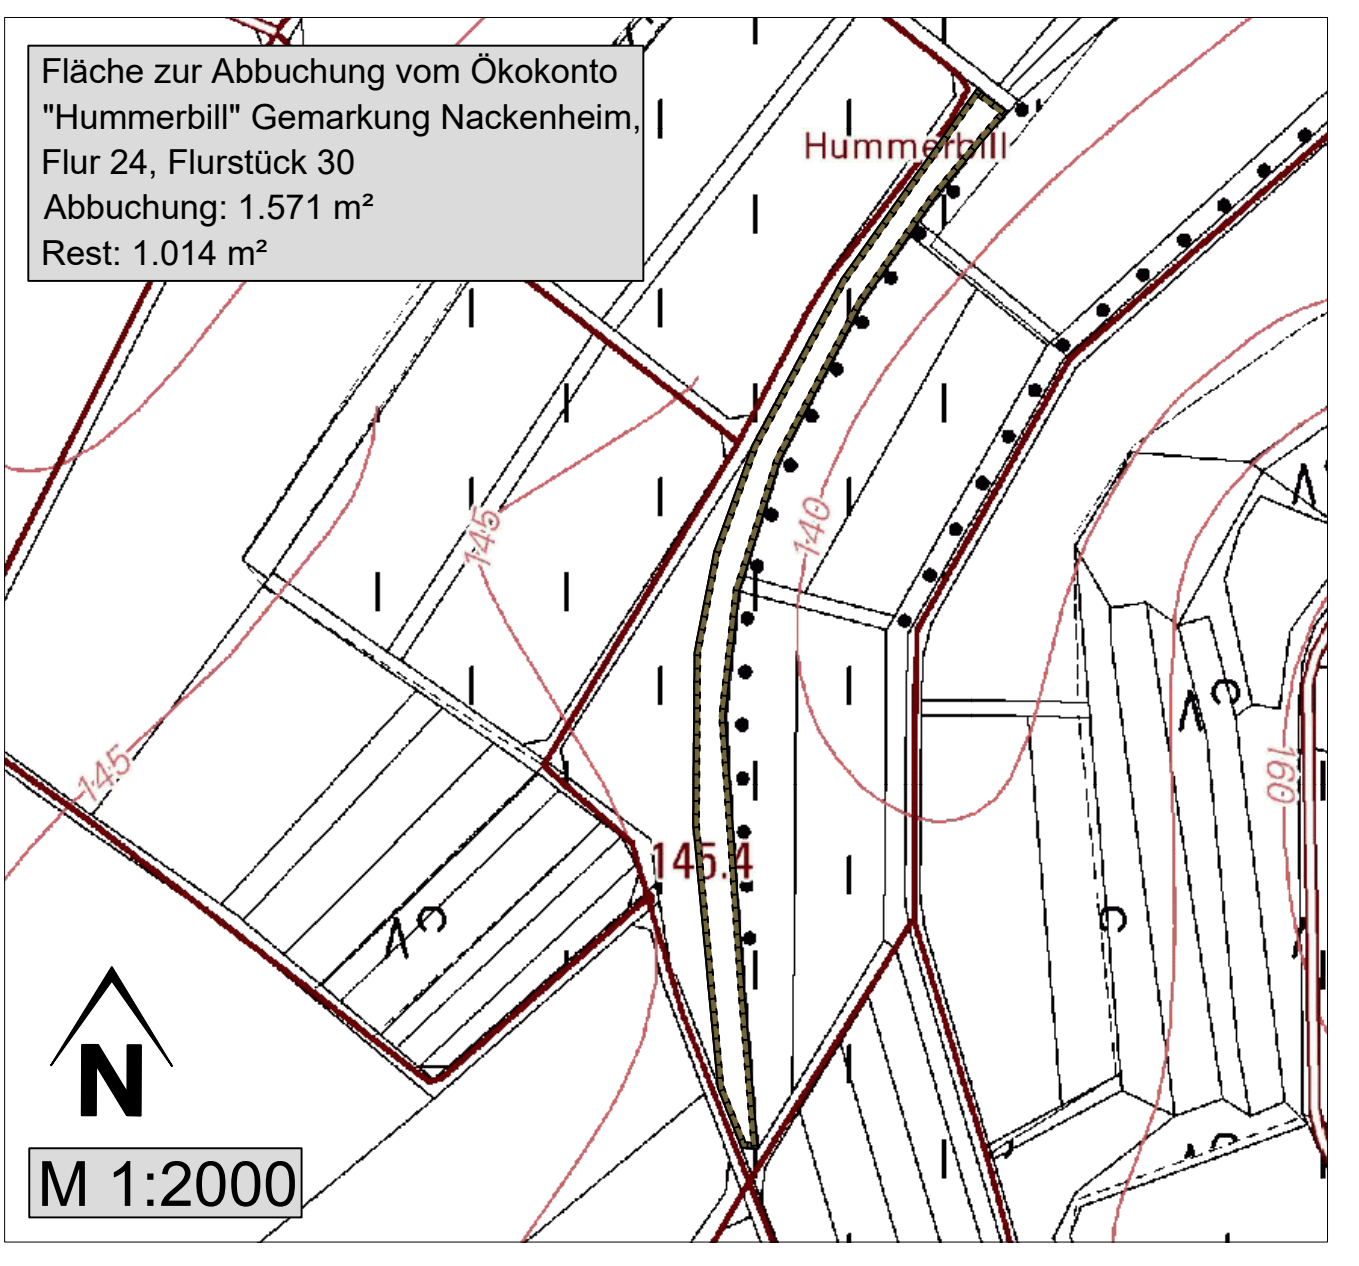 Fläche zur Abbuchung vom Ökokonto
"Hummerbill" Gemarkung Nackenheim,
Flur 24, Flurstück 30
Abbuchung: 1.571 m²
Rest: 1.014 m²
Hummerbill
145
140
145
160
145.4
N
M 1:2000